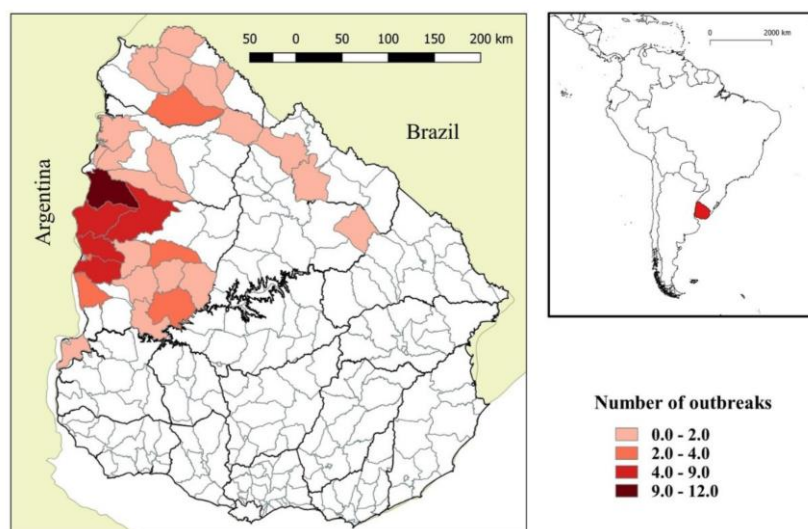 50 0 50 100 150 200 km
Brazil
Argentina
0 2000 km
Number of outbreaks
0.0 - 2.0
2.0 - 4.0
4.0 - 9.0
9.0 - 12.0